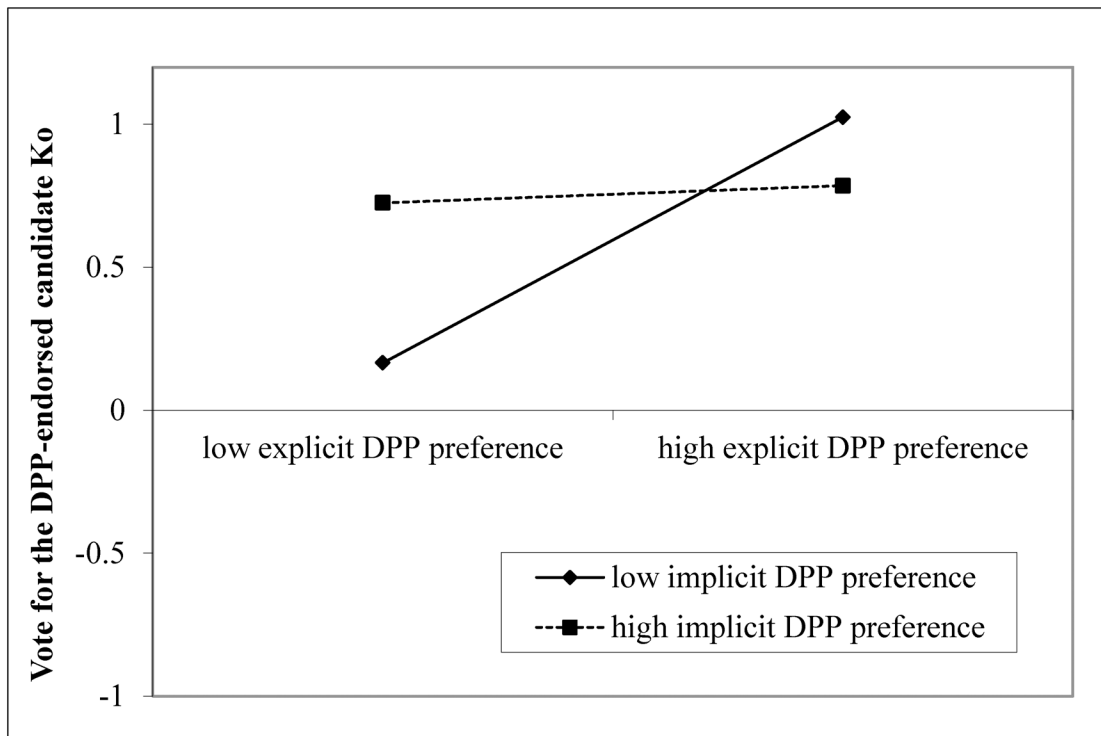 Vote for the DPP-endorsed candidate Ko
1
0.5
0
-0.5
-1
low explicit DPP preference
high explicit DPP preference
low implicit DPP preference
high implicit DPP preference